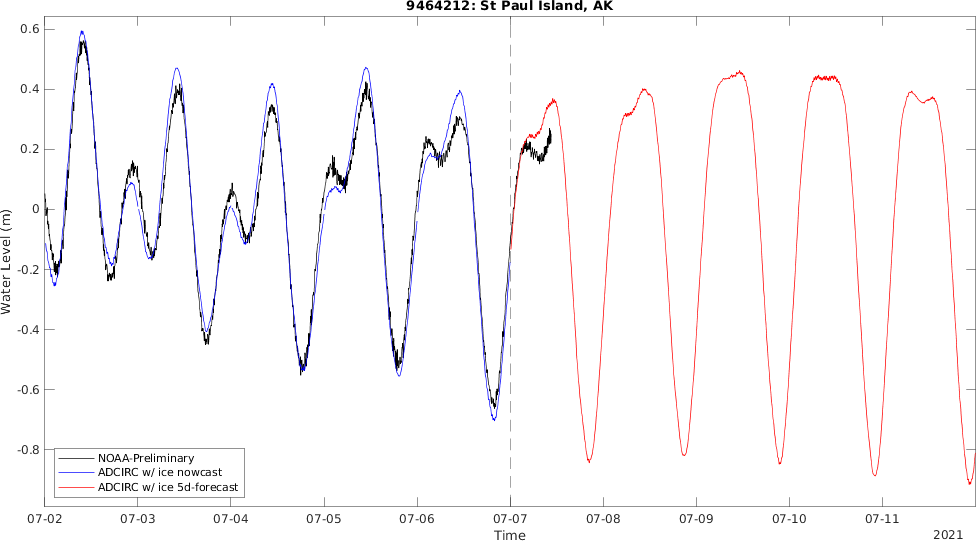 9464212: St Paul Island, AK
0.6
0.4
0.2
0
-0.2
-0.4
-0.6
-0.8
Water Level (m)
NOAA-Preliminary
ADCIRC w/ ice nowcast
ADCIRC w/ ice 5d-forecast
07-02 07-03 07-04 07-05 07-06 07-07 07-08 07-09 07-10 07-11
Time
2021